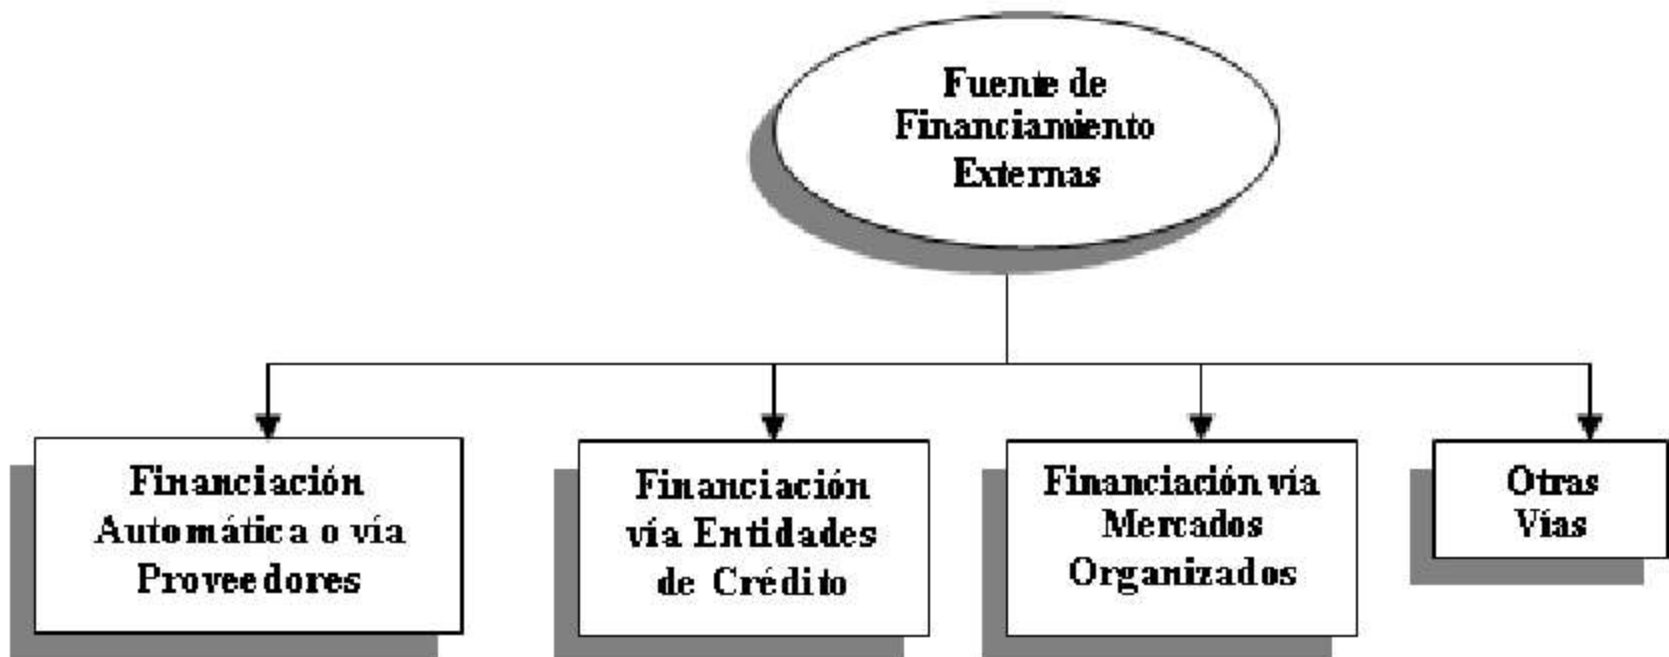 Fuente de
Financiamiento
Externas
Financiación
Automática o vía
Proveedores
Financiación
vía Entidades
de Crédito
Financiación vía
Mercados
Organizados
Otras
Vías